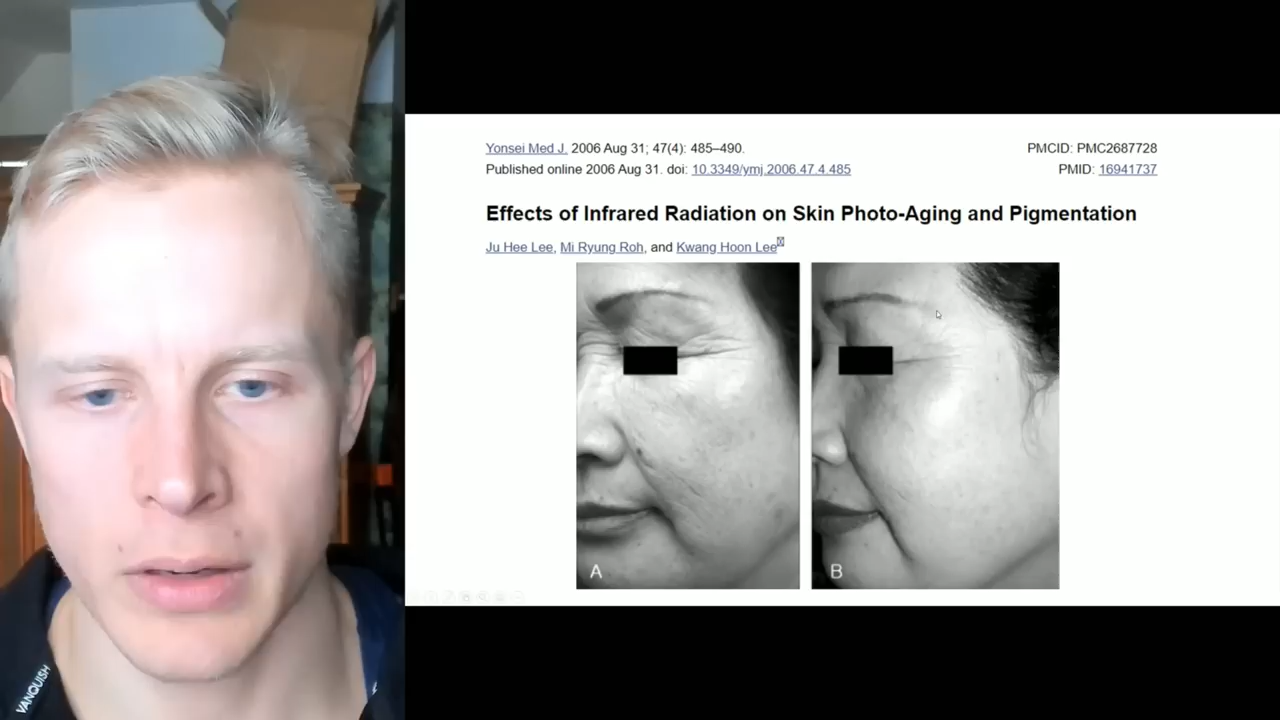 Yonsei Med J. 2006 Aug 31; 47(4): 485–490.
PMCID: PMC2687728
Published online 2006 Aug 31. doi: 10.3349/ymj.2006.47.4.485
PMID: 16941737
Effects of Infrared Radiation on Skin Photo-Aging and Pigmentation
Ju Hee Lee, Mi Ryung Roh, and Kwang Hoon Lee
A
B
VANQUISH